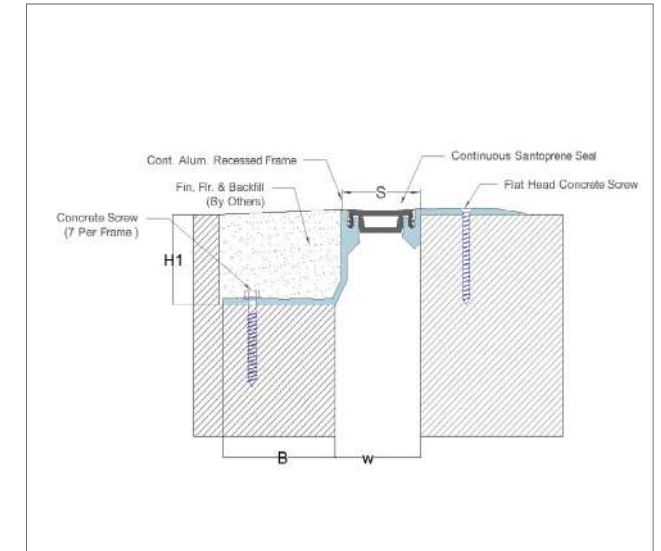 Cont. Alum. Recessed Frame
Continuous Santoprene Seal
S
Fin. Flr. & Backfill
(By Others)
Flat Head Concrete Screw
Concrete Screw
(7 Per Frame )
H1
B
w